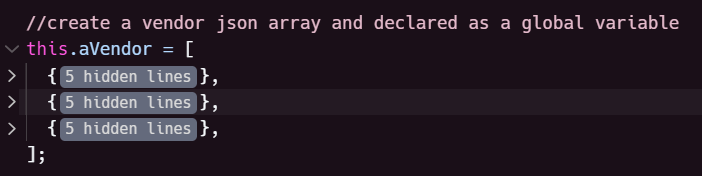 //create a vendor json array and declared as a global variable
this.aVendor = [
{5 hidden lines},
{5 hidden lines},
{5 hidden lines},
];